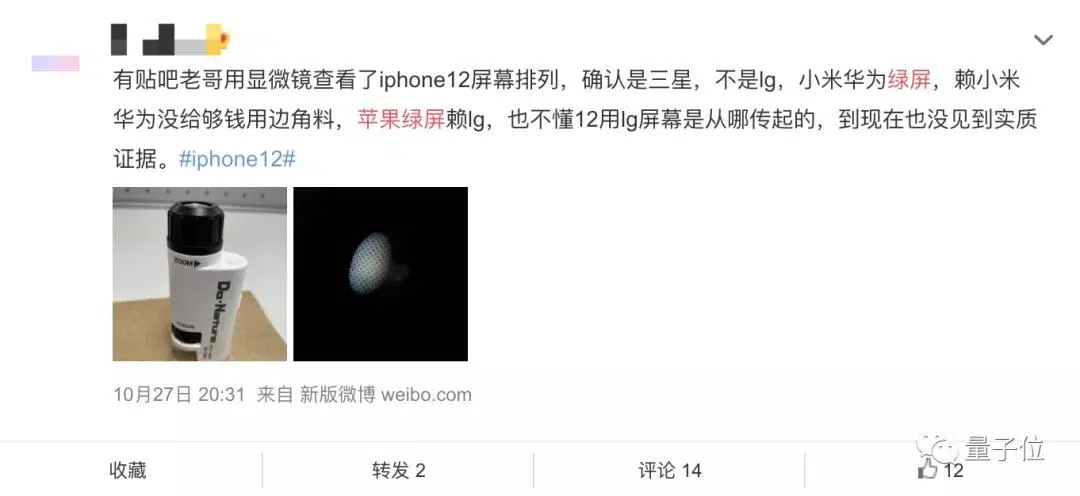 有贴吧老哥用显微镜查看了iphone12屏幕排列，确认是三星，不是lg，小米华为绿屏，赖小米
华为没给够钱用边角料，苹果绿屏赖lg，也不懂12用lg屏幕是从哪传起的，到现在也没见到实质
证据。#iphone12#
ZOOM
Do·Nature
10月27日 20:31 来自 新版微博 weibo.com
量子位
收藏
转发 2
评论 14
12